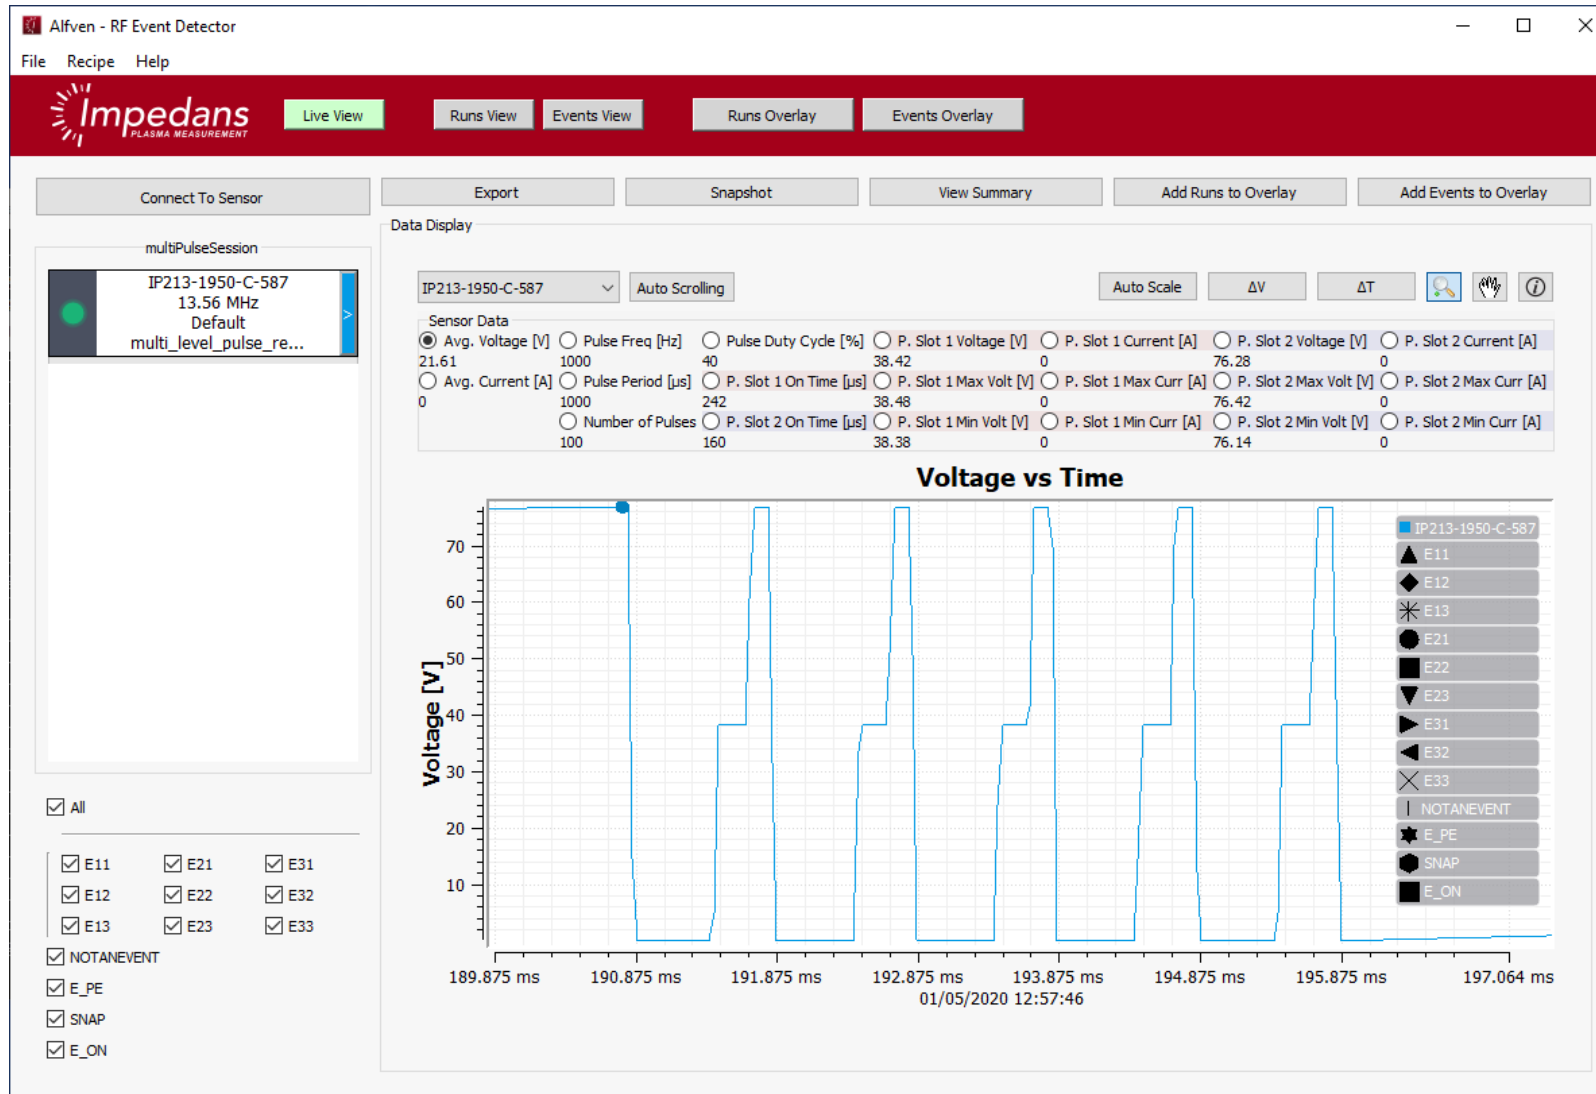 Alfven - RF Event Detector
File Recipe Help
Impedans
PLASMA MEASUREMENT
Live View Runs View Events View Runs Overlay Events Overlay
Connect To Sensor Export Snapshot View Summary Add Runs to Overlay Add Events to Overlay
multiPulseSession
IP213-1950-C-587
13.56 MHz
Default
multi_level_pulse_re...
>
Data Display
IP213-1950-C-587 Auto Scrolling Auto Scale ΔV ΔT
Sensor Data
Avg. Voltage [V] Pulse Freq [Hz] Pulse Duty Cycle [%] P. Slot 1 Voltage [V] P. Slot 1 Current [A] P. Slot 2 Voltage [V] P. Slot 2 Current [A]
21.61 1000 40 38.42 0 76.28 0
Avg. Current [A] Pulse Period [µs] P. Slot 1 On Time [µs] P. Slot 1 Max Volt [V] P. Slot 1 Max Curr [A] P. Slot 2 Max Volt [V] P. Slot 2 Max Curr [A]
0 1000 242 38.48 0 76.42 0
Number of Pulses P. Slot 2 On Time [µs] P. Slot 1 Min Volt [V] P. Slot 1 Min Curr [A] P. Slot 2 Min Volt [V] P. Slot 2 Min Curr [A]
100 160 38.38 0 76.14 0
Voltage vs Time
Voltage [V]
70
60
50
40
30
20
10
IP213-1950-C-587
E11
E12
E13
E21
E22
E23
E31
E32
E33
NOTANEVENT
E_PE
SNAP
E_ON
189.875 ms 190.875 ms 191.875 ms 192.875 ms 193.875 ms 194.875 ms 195.875 ms 197.064 ms
01/05/2020 12:57:46
All
E11 E21 E31
E12 E22 E32
E13 E23 E33
NOTANEVENT
E_PE
SNAP
E_ON